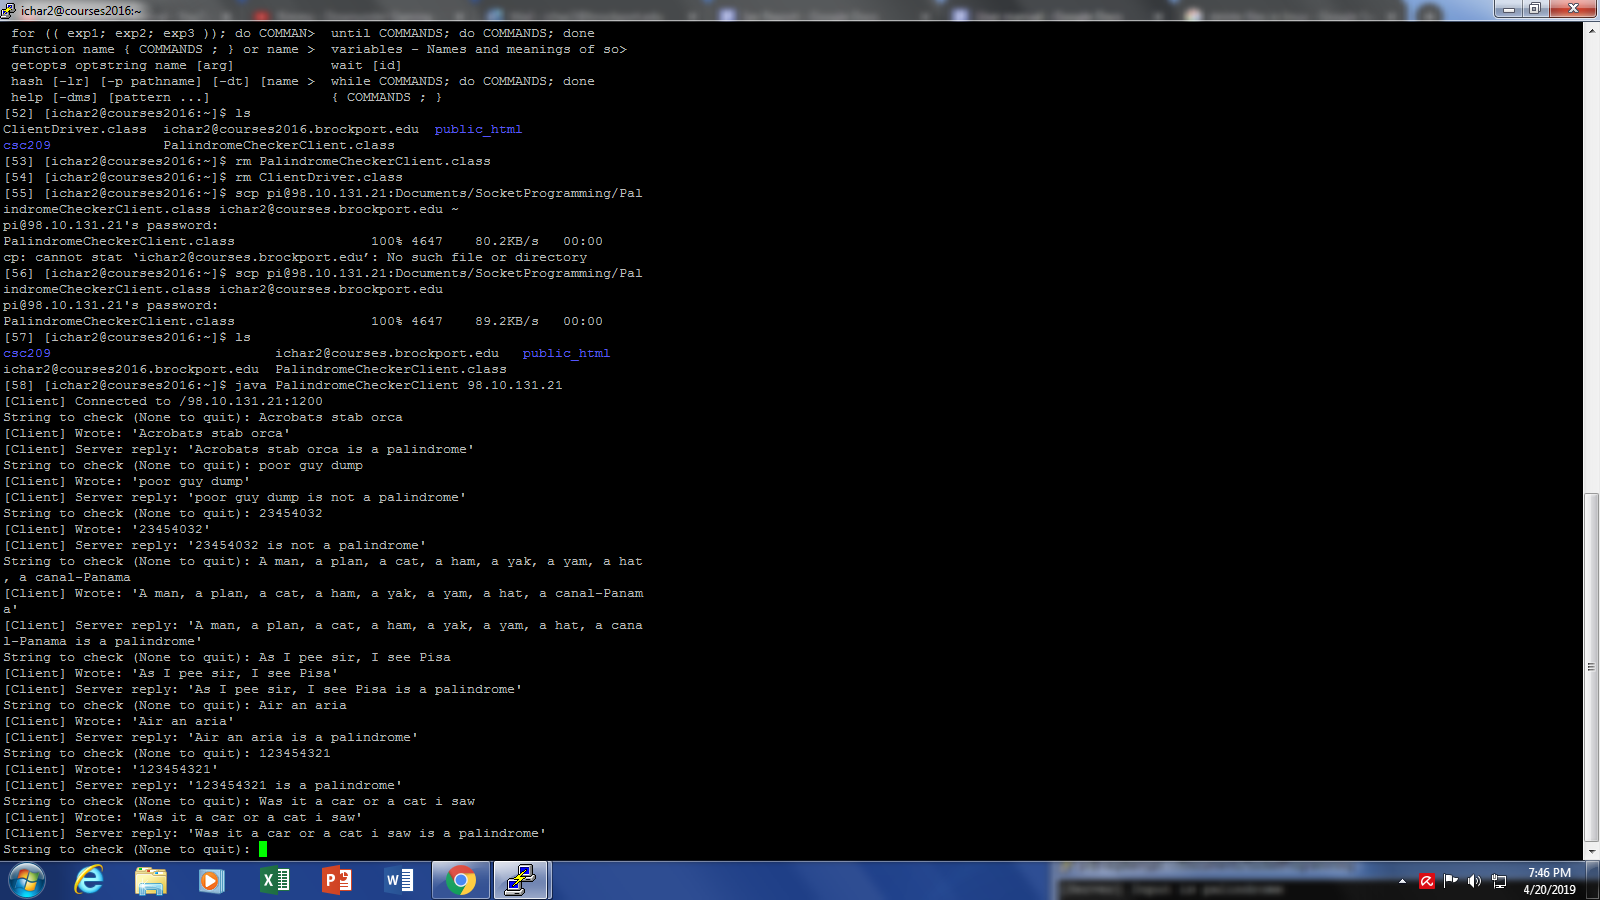 ichar2@courses2016:~
for (( exp1; exp2; exp3 )); do COMMAN>  until COMMANDS; do COMMANDS; done
function name { COMMANDS ; } or name >  variables - Names and meanings of so>
getopts optstring name [arg]            wait [id]
hash [-lr] [-p pathname] [-dt] [name >  while COMMANDS; do COMMANDS; done
help [-dms] [pattern ...]               { COMMANDS ; }
[52] [ichar2@courses2016:~]$ ls
ClientDriver.class  ichar2@courses2016.brockport.edu  public_html
csc209              PalindromeCheckerClient.class
[53] [ichar2@courses2016:~]$ rm PalindromeCheckerClient.class
[54] [ichar2@courses2016:~]$ rm ClientDriver.class
[55] [ichar2@courses2016:~]$ scp pi@98.10.131.21:Documents/SocketProgramming/Pal
indromeCheckerClient.class ichar2@courses.brockport.edu ~
pi@98.10.131.21's password:
PalindromeCheckerClient.class                 100% 4647    80.2KB/s   00:00
cp: cannot stat ‘ichar2@courses.brockport.edu’: No such file or directory
[56] [ichar2@courses2016:~]$ scp pi@98.10.131.21:Documents/SocketProgramming/Pal
indromeCheckerClient.class ichar2@courses.brockport.edu
pi@98.10.131.21's password:
PalindromeCheckerClient.class                 100% 4647    89.2KB/s   00:00
[57] [ichar2@courses2016:~]$ ls
csc209                            ichar2@courses.brockport.edu   public_html
ichar2@courses2016.brockport.edu  PalindromeCheckerClient.class
[58] [ichar2@courses2016:~]$ java PalindromeCheckerClient 98.10.131.21
[Client] Connected to /98.10.131.21:1200
String to check (None to quit): Acrobats stab orca
[Client] Wrote: 'Acrobats stab orca'
[Client] Server reply: 'Acrobats stab orca is a palindrome'
String to check (None to quit): poor guy dump
[Client] Wrote: 'poor guy dump'
[Client] Server reply: 'poor guy dump is not a palindrome'
String to check (None to quit): 23454032
[Client] Wrote: '23454032'
[Client] Server reply: '23454032 is not a palindrome'
String to check (None to quit): A man, a plan, a cat, a ham, a yak, a yam, a hat
, a canal-Panama
[Client] Wrote: 'A man, a plan, a cat, a ham, a yak, a yam, a hat, a canal-Panam
a'
[Client] Server reply: 'A man, a plan, a cat, a ham, a yak, a yam, a hat, a cana
l-Panama is a palindrome'
String to check (None to quit): As I pee sir, I see Pisa
[Client] Wrote: 'As I pee sir, I see Pisa'
[Client] Server reply: 'As I pee sir, I see Pisa is a palindrome'
String to check (None to quit): Air an aria
[Client] Wrote: 'Air an aria'
[Client] Server reply: 'Air an aria is a palindrome'
String to check (None to quit): 123454321
[Client] Wrote: '123454321'
[Client] Server reply: '123454321 is a palindrome'
String to check (None to quit): Was it a car or a cat i saw
[Client] Wrote: 'Was it a car or a cat i saw'
[Client] Server reply: 'Was it a car or a cat i saw is a palindrome'
String to check (None to quit):
7:46 PM
4/20/2019